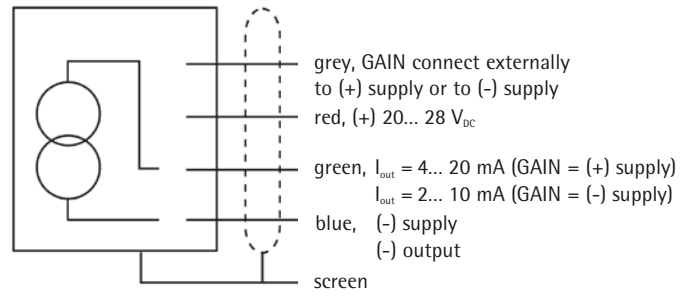 grey, GAIN connect externally
to (+) supply or to (-) supply
red, (+) 20... 28 V_DC
green, I_out = 4... 20 mA (GAIN = (+) supply)
I_out = 2... 10 mA (GAIN = (-) supply)
blue, (-) supply
(-) output
screen